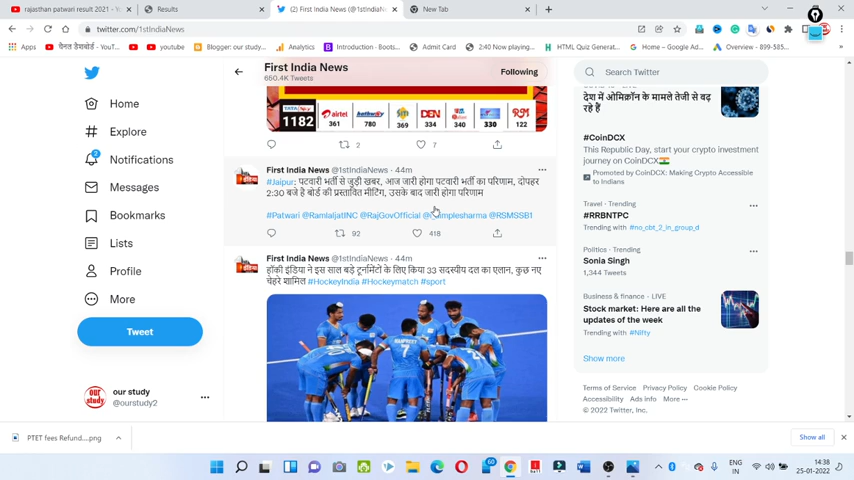 rajasthan patwari result 2021 - Y
Results
(2) First India News (@1stIndiaNe
New Tab
twitter.com/1stIndiaNews
Apps
चेनल डैशबोर्ड - YouT...
youtube
Blogger: our study...
Analytics
Introduction · Boots...
Admit Card
2:40 Now playing...
HTML Quiz Generat...
Home – Google Ad...
Overview – 899-385...
Home
Explore
2
Notifications
Messages
Bookmarks
Lists
Profile
More
Tweet
our study
@ourstudy2
First India News
650.4K Tweets
Following
TATA
1182
airtel
361
hathway
780
369
DEN
334
340
330
122
2
7
First India News @1stIndiaNews · 44m
#Jaipur: पटवारी भर्ती से जुड़ी खबर, आज जारी होगा पटवारी भर्ती का परिणाम, दोपहर
2:30 बजे है बोर्ड की प्रस्तावित मीटिंग, उसके बाद जारी होगा परिणाम
#Patwari @RamlaljatINC @RajGovOfficial @ @RSMSSB1
92
418
First India News @1stIndiaNews · 44m
हॉकी इंडिया ने इस साल बड़े टूर्नामेंटों के लिए किया 33 सदस्यीय दल का एलान, कुछ नए
चेहरे शामिल #HockeyIndia #Hockeymatch #sport
7
Search Twitter
देश में ओमिक्रॉन के मामले तेजी से बढ़
रहे हैं
#CoinDCX
This Republic Day, start your crypto investment
journey on CoinDCX
Promoted by CoinDCX: Making Crypto Accessible
to Indians
Travel · Trending
#RRBNTPC
Trending with #no_cbt_2_in_group_d
Politics · Trending
Sonia Singh
1,344 Tweets
Business & finance · LIVE
Stock market: Here are all the
updates of the week
Trending with #Nifty
Show more
Terms of Service Privacy Policy Cookie Policy
Accessibility Ads info More ···
© 2022 Twitter, Inc.
PTET fees Refund....png
Show all
60
ENG
IN
14:38
25-01-2022